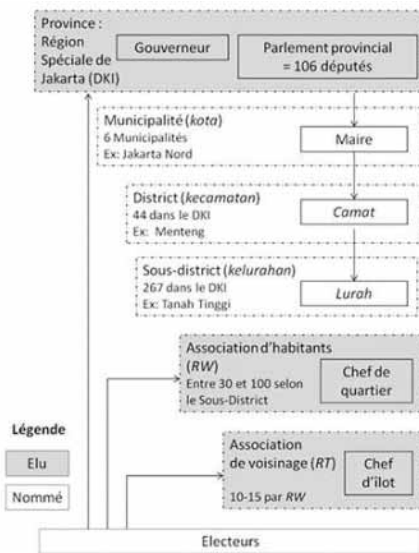 Province :
Région
Spéciale de
Jakarta (DKI)
Gouverneur
Parlement provincial
= 106 députés
Municipalité (kota)
6 Municipalités
Ex: Jakarta Nord
Maire
District (kecamatan)
44 dans le DKI
Ex: Menteng
Camat
Sous-district (kelurahan)
267 dans le DKI
Ex: Tanah Tinggi
Lurah
Association d'habitants
(RW)
Entre 30 et 100 selon
le Sous-District
Chef de
quartier
Association
de voisinage (RT)
10-15 par RW
Chef
d'îlot
Légende
Elu
Nommé
Electeurs